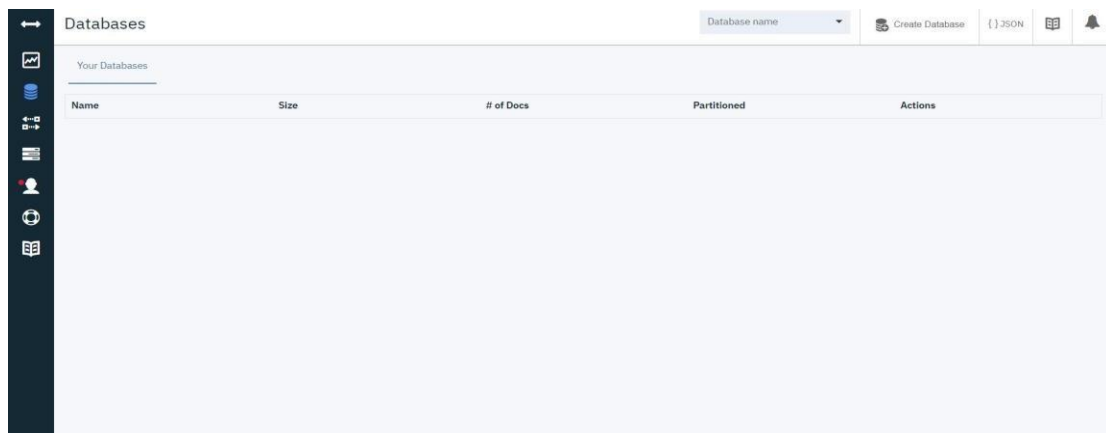 Databases
Database name
Create Database
{ } JSON
Your Databases
Name Size # of Docs Partitioned Actions